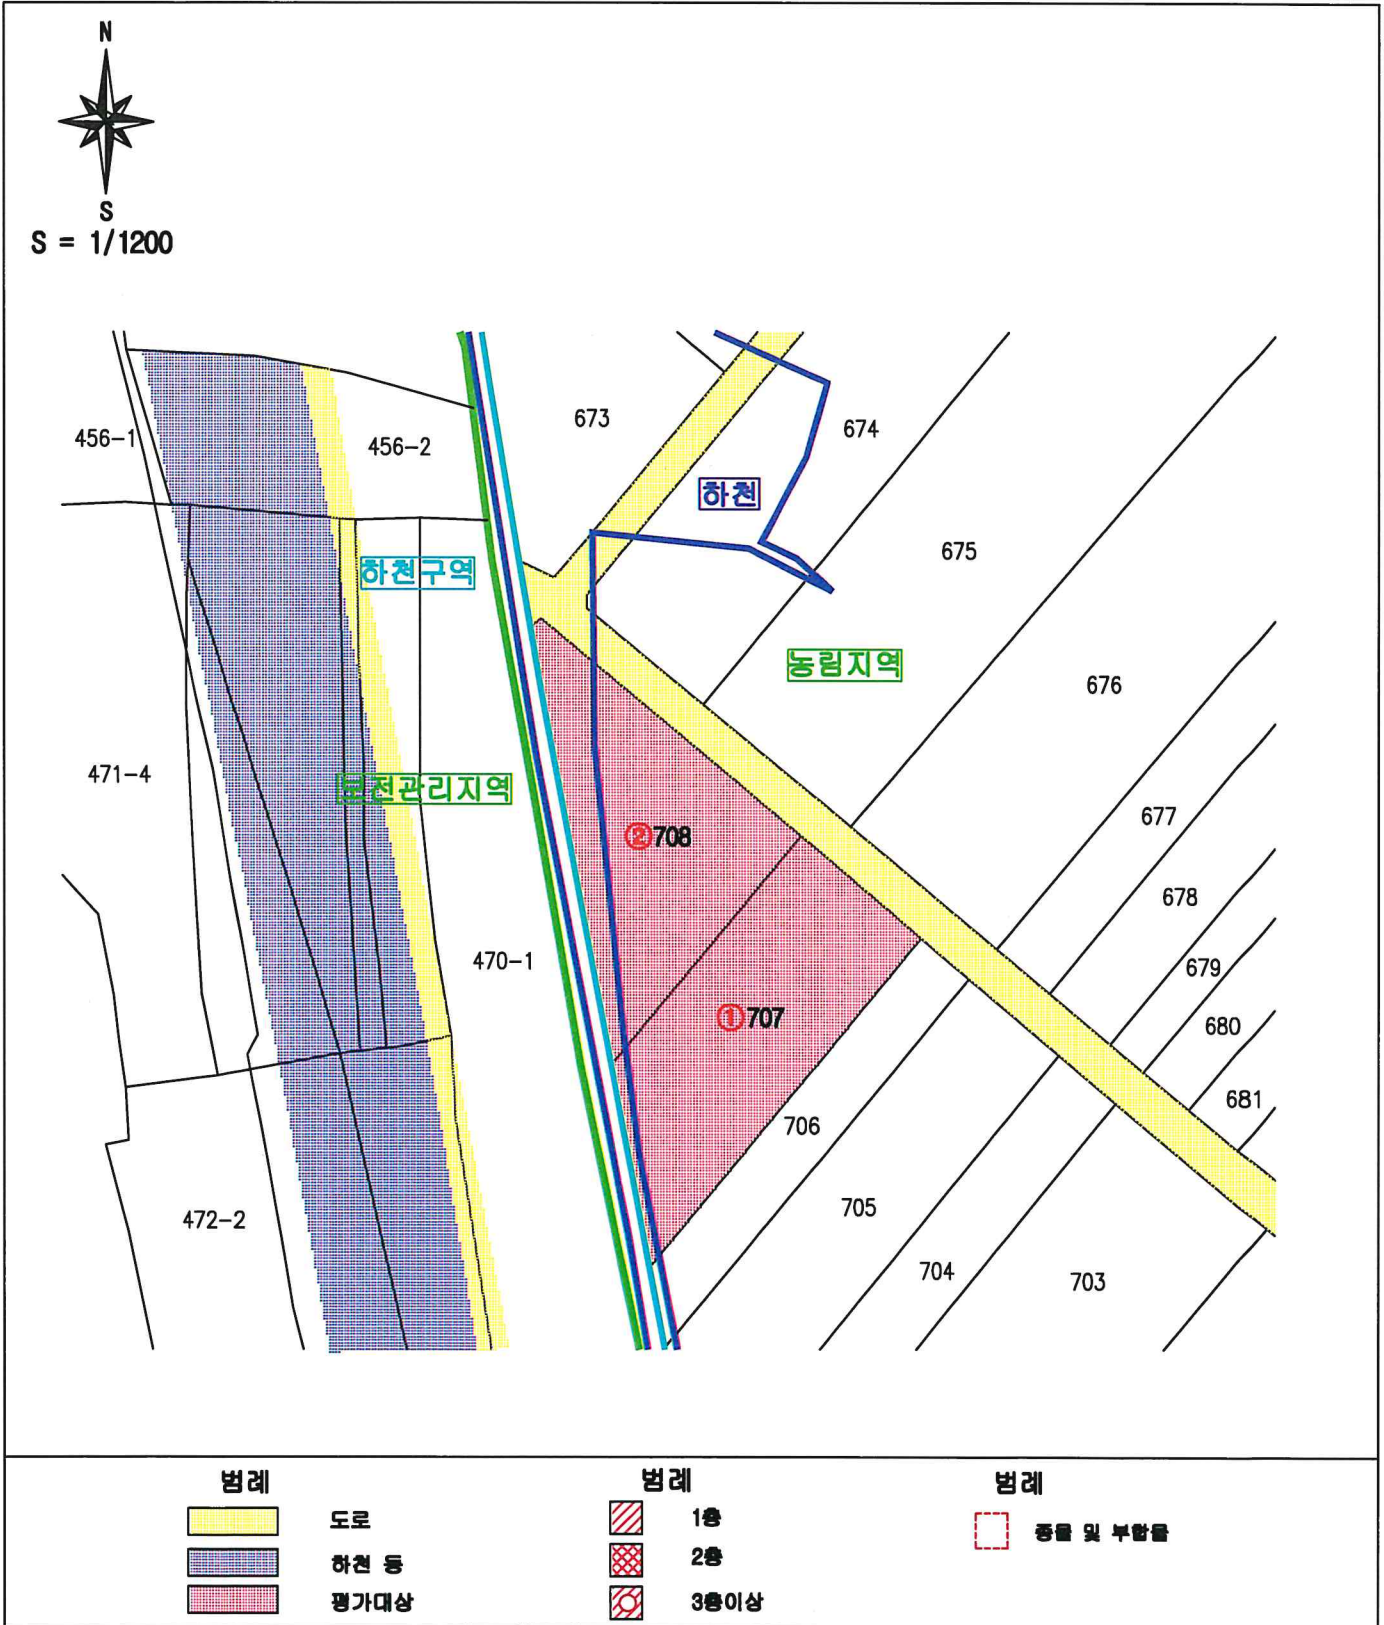 N
S
S = 1/1200
673
674
456-1
456-2
하천
675
하천구역
농림지역
676
471-4
보전관리지역
677
②708
678
470-1
679
①707
680
681
706
472-2
705
704
703
범례
범례
범례
도로
1층
종물 및 부합물
하천 등
2층
평가대상
3층이상